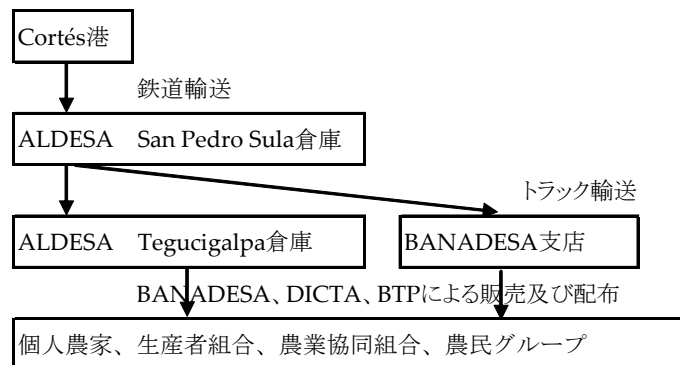 Cortés港
鉄道輸送
ALDESA　San Pedro Sula倉庫
トラック輸送
ALDESA　Tegucigalpa倉庫
BANADESA支店
BANADESA、DICTA、BTPによる販売及び配布
個人農家、生産者組合、農業協同組合、農民グループ